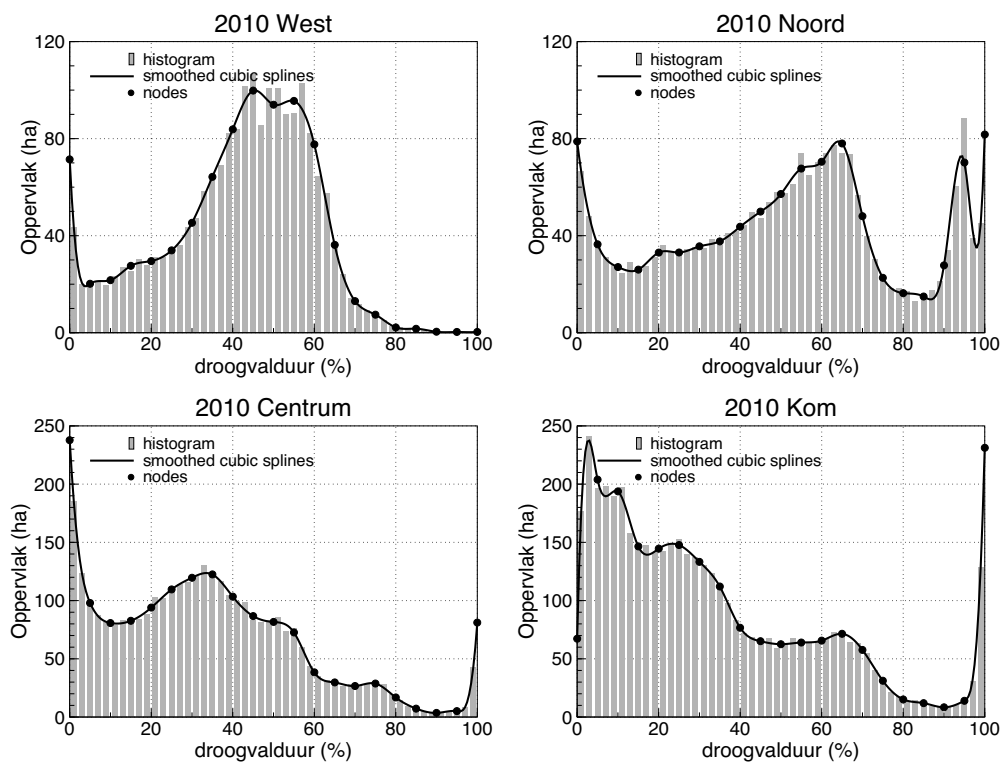 2010 West
120
80
40
0
Oppervlak (ha)
histogram
smoothed cubic splines
nodes
0 20 40 60 80 100
droogvalduur (%)
2010 Noord
120
80
40
0
Oppervlak (ha)
histogram
smoothed cubic splines
nodes
0 20 40 60 80 100
droogvalduur (%)
2010 Centrum
250
200
150
100
50
0
Oppervlak (ha)
histogram
smoothed cubic splines
nodes
0 20 40 60 80 100
droogvalduur (%)
2010 Kom
250
200
150
100
50
0
Oppervlak (ha)
histogram
smoothed cubic splines
nodes
0 20 40 60 80 100
droogvalduur (%)